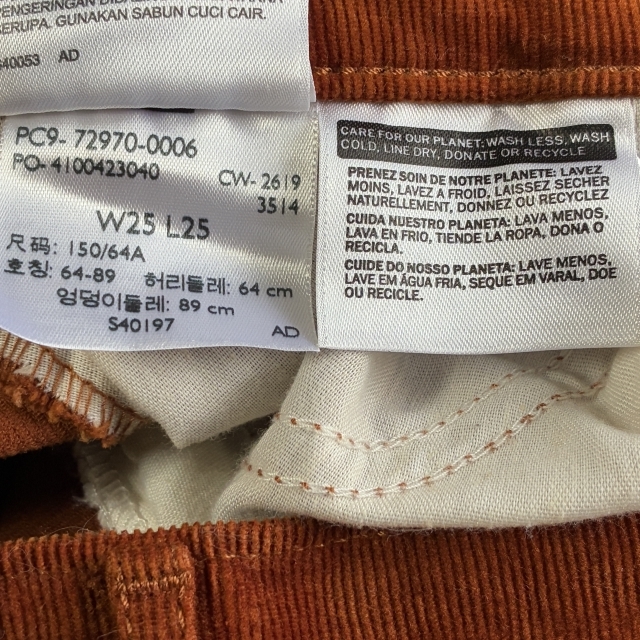 ERUPA. GUNAKAN SABUN CUCI CAIR.
640053 AD
PC9- 72970-0006
PO- 4100423040
CW- 2619
3514
W25 L25
尺码: 150/64A
호칭: 64-89 허리둘레: 64 cm
엉덩이둘레: 89 cm
S40197
AD
CARE FOR OUR PLANET: WASH LESS, WASH
COLD, LINE DRY, DONATE OR RECYCLE
PRENEZ SOIN DE NOTRE PLANETE: LAVEZ
MOINS, LAVEZ A FROID, LAISSEZ SECHER
NATURELLEMENT, DONNEZ OU RECYCLEZ
CUIDA NUESTRO PLANETA: LAVA MENOS,
LAVA EN FRIO, TIENDE LA ROPA, DONA O
RECICLA.
CUIDE DO NOSSO PLANETA: LAVE MENOS,
LAVE EM ÁGUA FRIA, SEQUE EM VARAL, DOE
OU RECICLE.